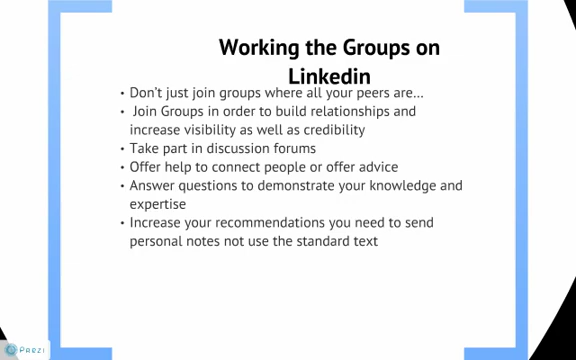 Working the Groups on
Linkedin
• Don't just join groups where all your peers are...
• Join Groups in order to build relationships and
increase visibility as well as credibility
• Take part in discussion forums
• Offer help to connect people or offer advice
• Answer questions to demonstrate your knowledge and
expertise
• Increase your recommendations you need to send
personal notes not use the standard text
Prezi